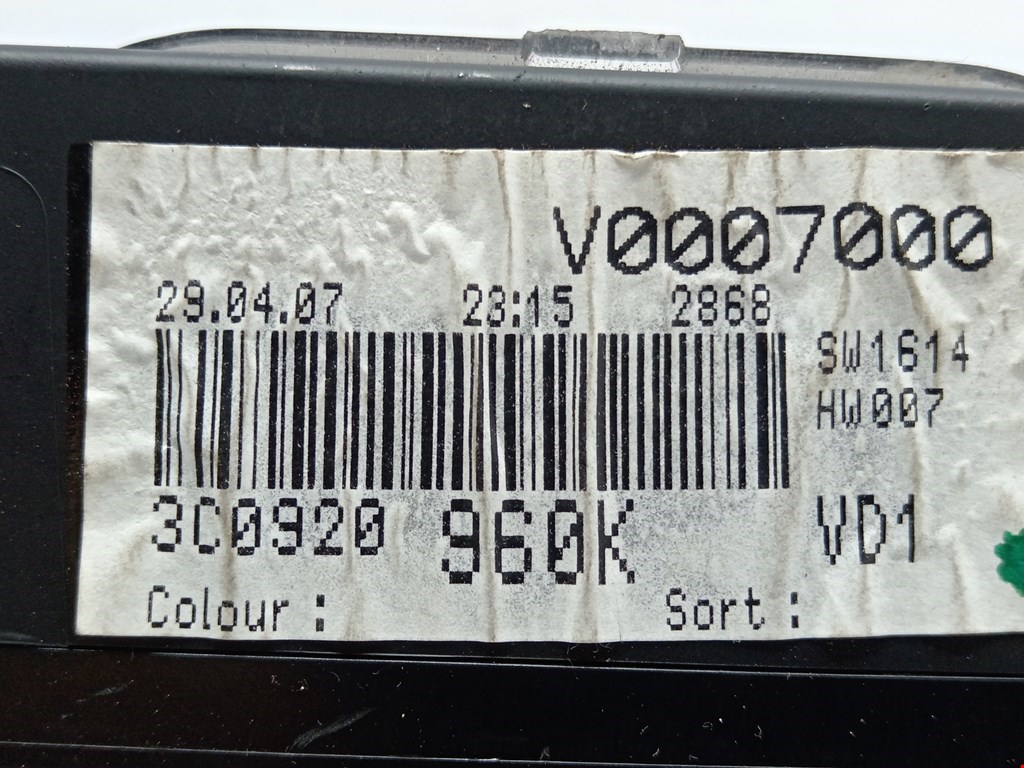 V0007000
29.04.07 23:15 2868
SW1614
HW007
3C0920 960K VD1
Colour : Sort :